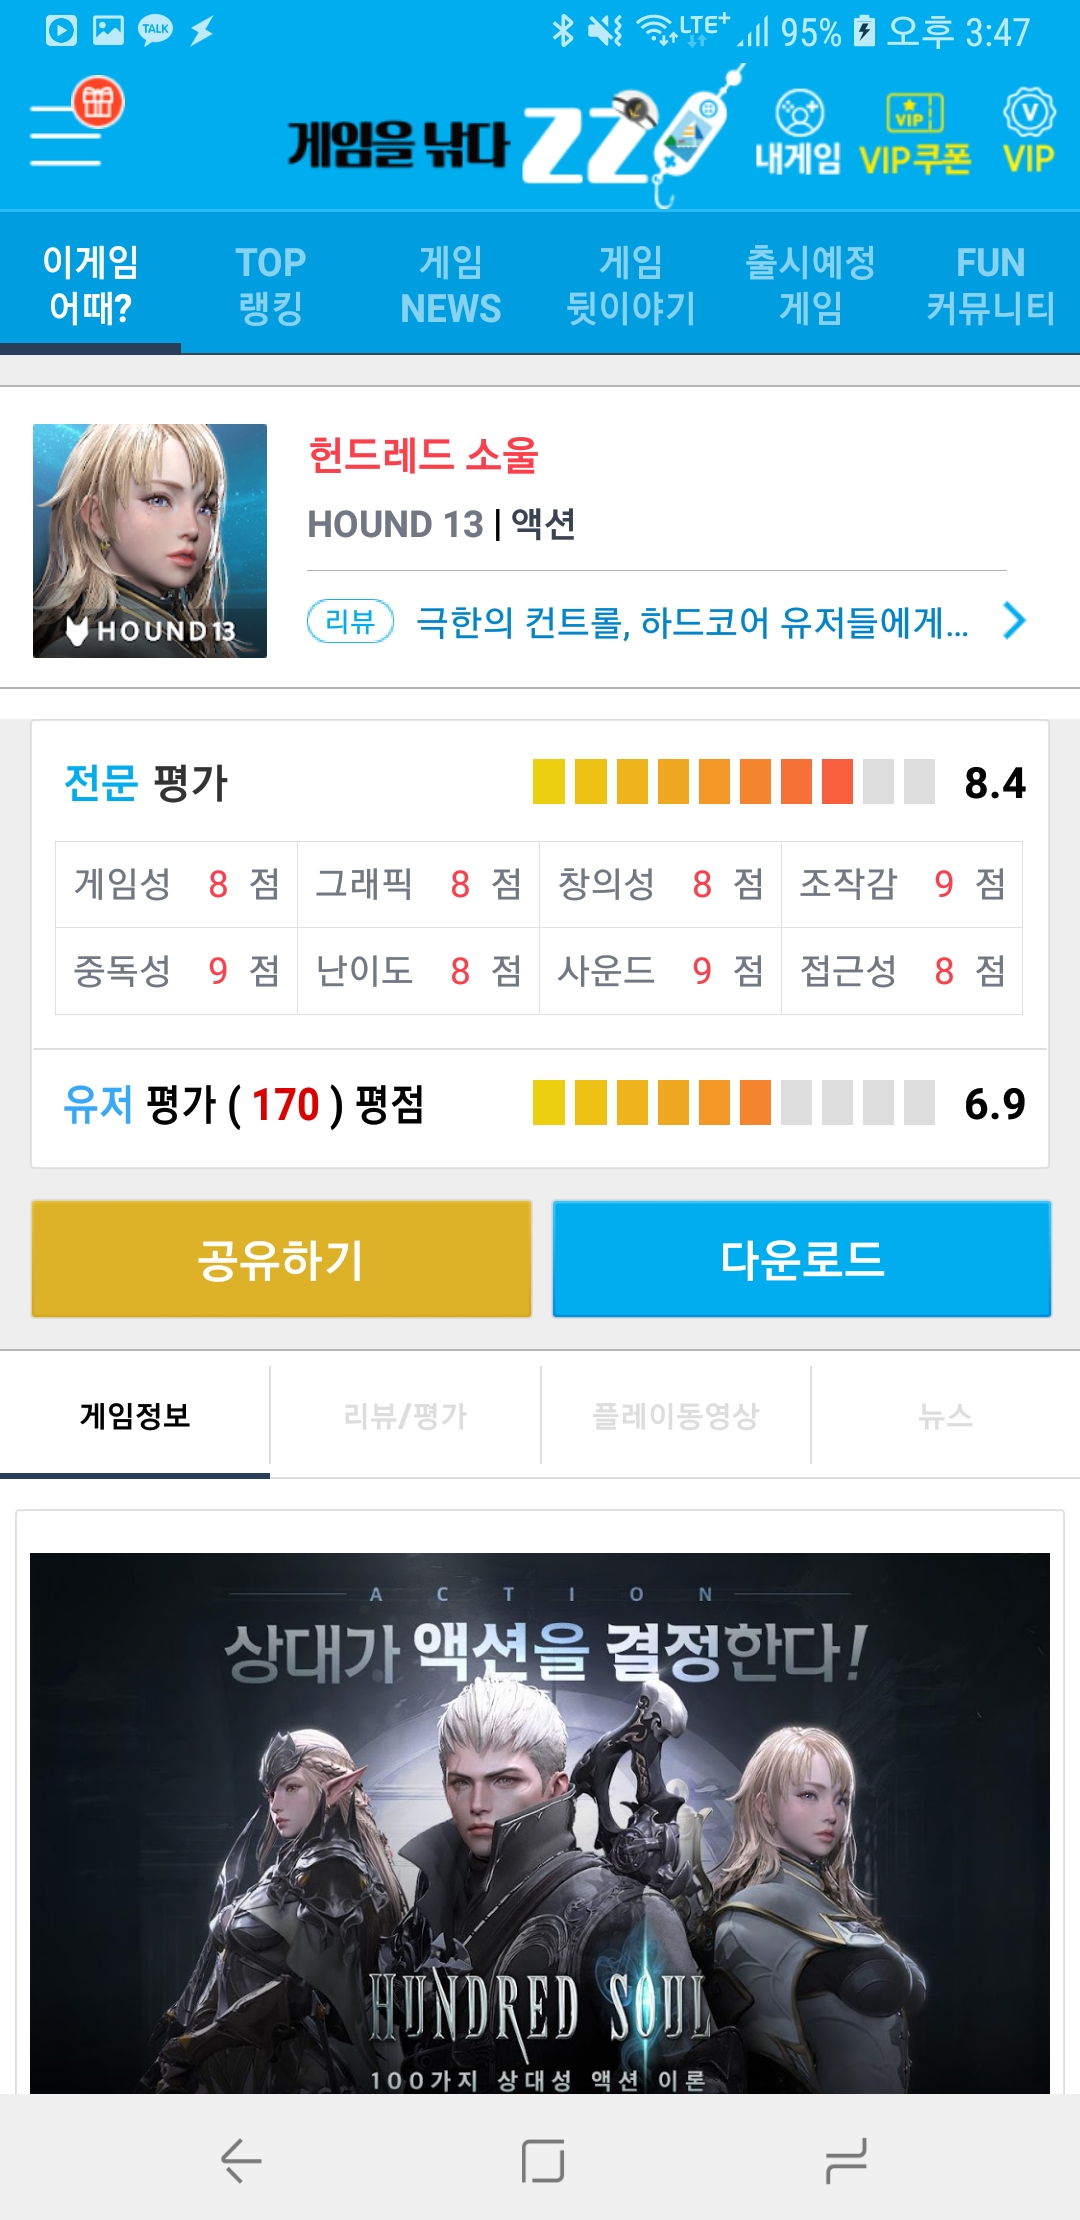 TALK
LTE+ 95% 오후 3:47
게임을 낚다 ZZI
내게임
VIP
VIP쿠폰
V
VIP
이게임 어때?
TOP 랭킹
게임 NEWS
게임 뒷이야기
출시예정 게임
FUN 커뮤니티
HOUND13
헌드레드 소울
HOUND 13 | 액션
리뷰 극한의 컨트롤, 하드코어 유저들에게...
전문 평가 8.4
게임성 8 점 그래픽 8 점 창의성 8 점 조작감 9 점
중독성 9 점 난이도 8 점 사운드 9 점 접근성 8 점
유저 평가 ( 170 ) 평점 6.9
공유하기 다운로드
게임정보 리뷰/평가 플레이동영상 뉴스
ACTION
상대가 액션을 결정한다!
HUNDRED SOUL
100가지 상대성 액션 이론